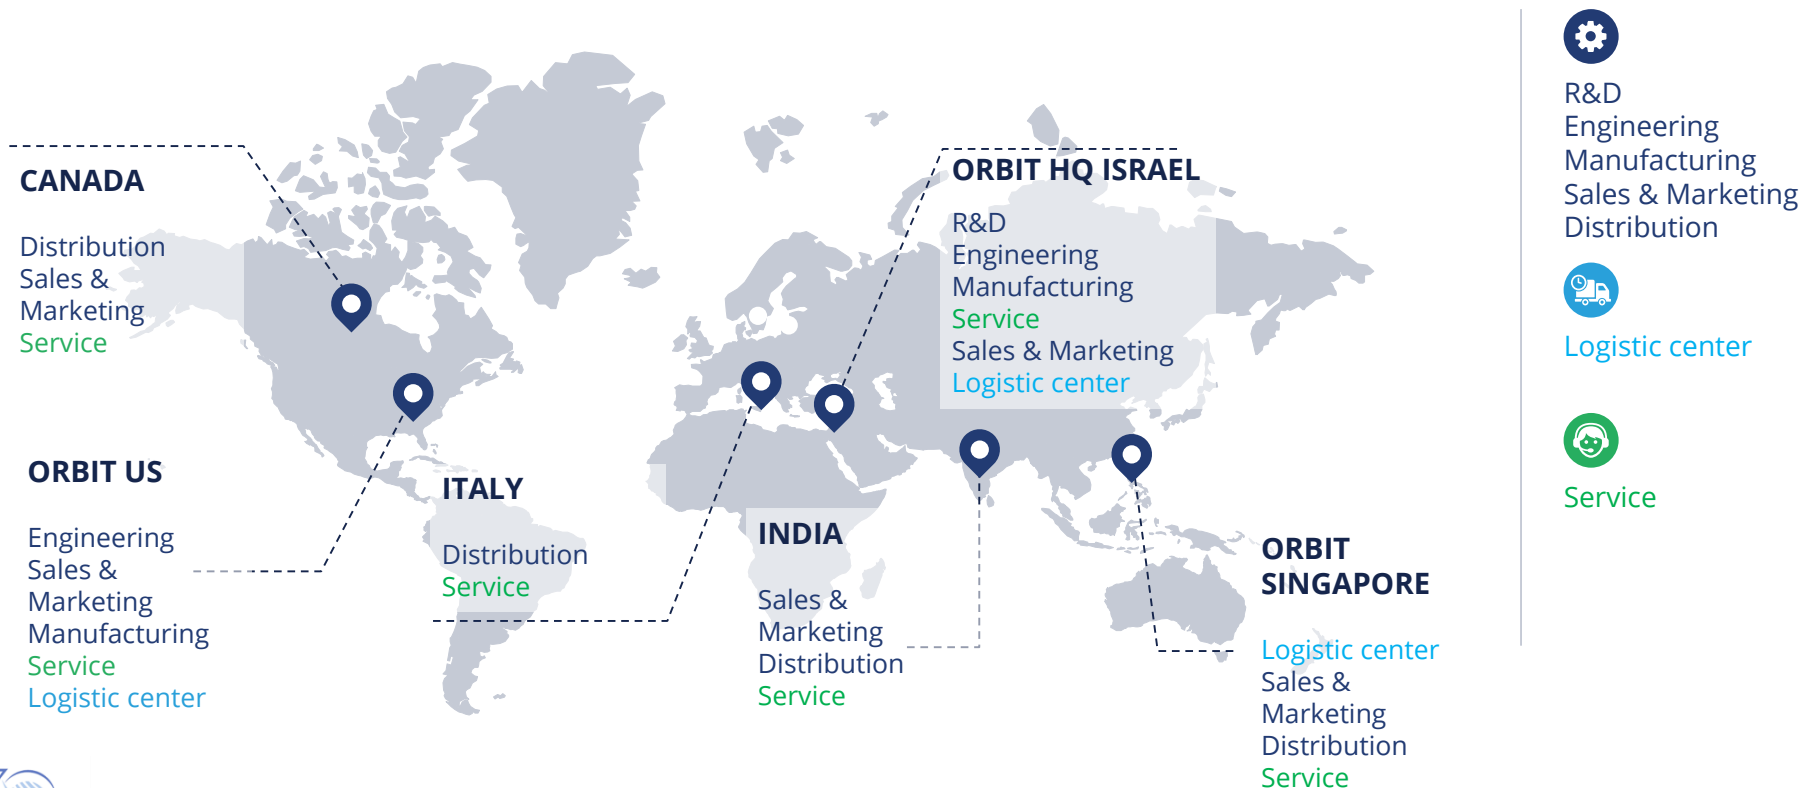 CANADA
Distribution
Sales &
Marketing
Service
ORBIT US
Engineering
Sales &
Marketing
Manufacturing
Service
Logistic center
ITALY
Distribution
Service
INDIA
Sales &
Marketing
Distribution
Service
ORBIT HQ ISRAEL
R&D
Engineering
Manufacturing
Service
Sales & Marketing
Logistic center
ORBIT
SINGAPORE
Logistic center
Sales &
Marketing
Distribution
Service
R&D
Engineering
Manufacturing
Sales & Marketing
Distribution
Logistic center
Service